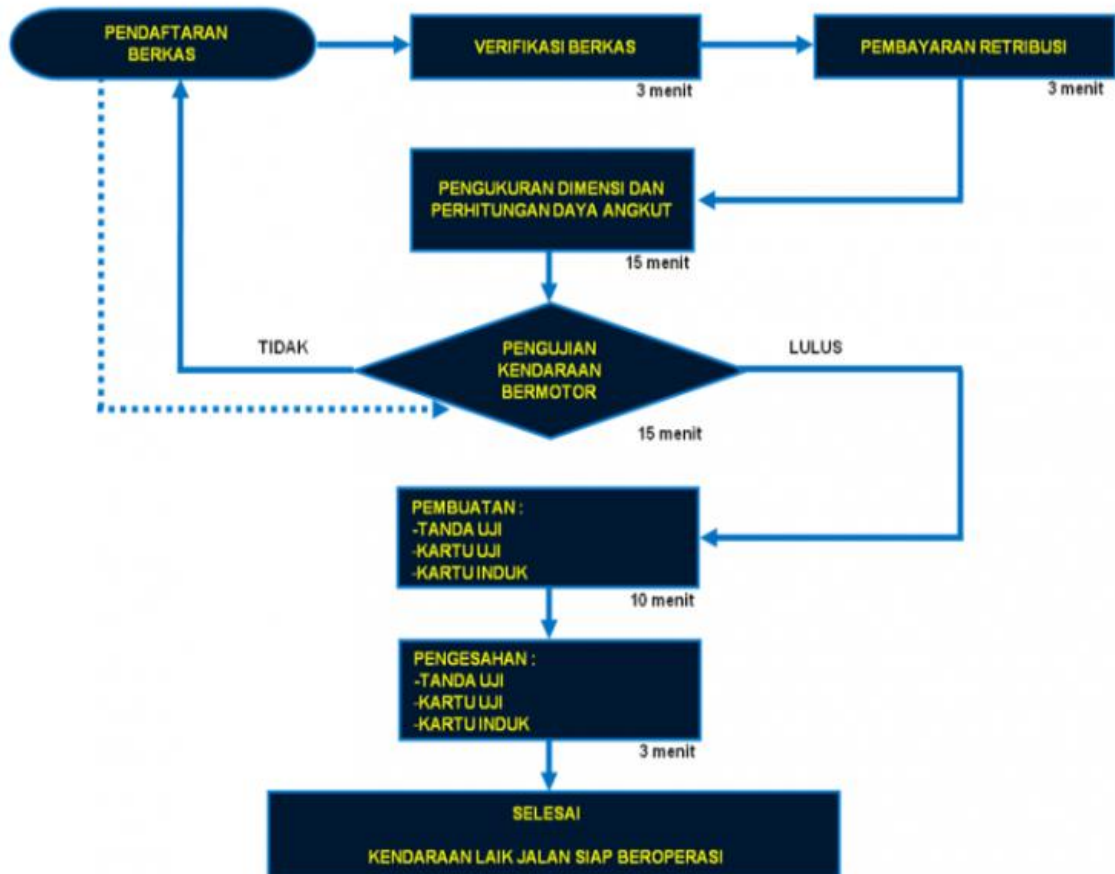 PENDAFTARAN
BERKAS
VERIFIKASI BERKAS
3 menit
PEMBAYARAN RETRIBUSI
3 menit
PENGUKURAN DIMENSI DAN
PERHITUNGAN DAYA ANGKUT
15 menit
TIDAK
PENGUJIAN
KENDARAAN
BERMOTOR
LULUS
15 menit
PEMBUATAN :
-TANDA UJI
-KARTU UJI
-KARTU INDUK
10 menit
PENGESAHAN :
-TANDA UJI
-KARTU UJI
-KARTU INDUK
3 menit
SELESAI
KENDARAAN LAIK JALAN SIAP BEROPERASI